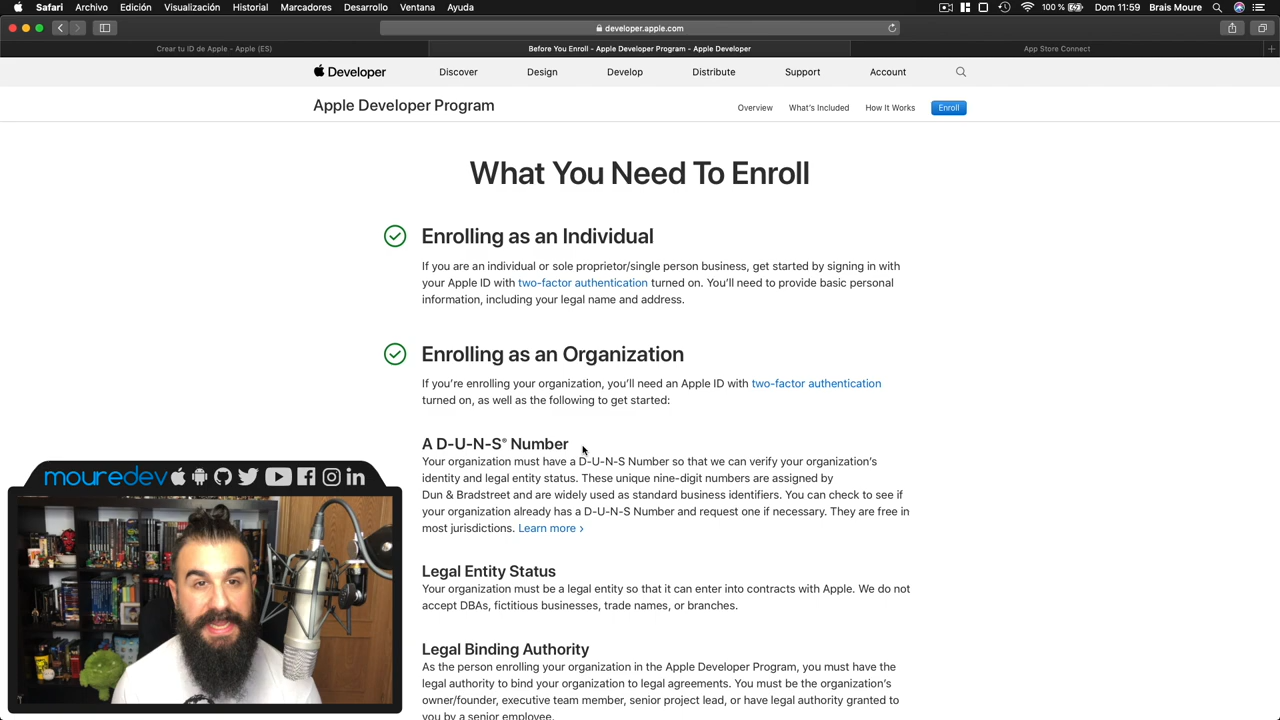 Safari Archivo Edición Visualización Historial Marcadores Desarrollo Ventana Ayuda 100 % Dom 11:59 Brais Moure
developer.apple.com
Crear tu ID de Apple - Apple (ES) Before You Enroll - Apple Developer Program - Apple Developer App Store Connect
Developer Discover Design Develop Distribute Support Account
Apple Developer Program Overview What's Included How It Works Enroll
What You Need To Enroll
Enrolling as an Individual
If you are an individual or sole proprietor/single person business, get started by signing in with
your Apple ID with two-factor authentication turned on. You'll need to provide basic personal
information, including your legal name and address.
Enrolling as an Organization
If you're enrolling your organization, you'll need an Apple ID with two-factor authentication
turned on, as well as the following to get started:
A D-U-N-S® Number
Your organization must have a D-U-N-S Number so that we can verify your organization's
identity and legal entity status. These unique nine-digit numbers are assigned by
Dun & Bradstreet and are widely used as standard business identifiers. You can check to see if
your organization already has a D-U-N-S Number and request one if necessary. They are free in
most jurisdictions. Learn more ›
Legal Entity Status
Your organization must be a legal entity so that it can enter into contracts with Apple. We do not
accept DBAs, fictitious businesses, trade names, or branches.
Legal Binding Authority
As the person enrolling your organization in the Apple Developer Program, you must have the
legal authority to bind your organization to legal agreements. You must be the organization's
owner/founder, executive team member, senior project lead, or have legal authority granted to
you by a senior employee.
mouredev